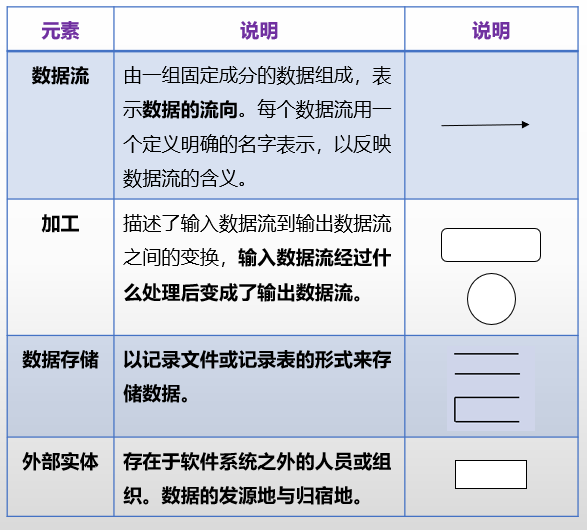 元素 说明 说明
数据流
由一组固定成分的数据组成，表
示数据的流向。每个数据流用一
个定义明确的名字表示，以反映
数据流的含义。
加工
描述了输入数据流到输出数据流
之间的变换，输入数据流经过什
么处理后变成了输出数据流。
数据存储
以记录文件或记录表的形式来存
储数据。
外部实体
存在于软件系统之外的人员或组
织。数据的发源地与归宿地。